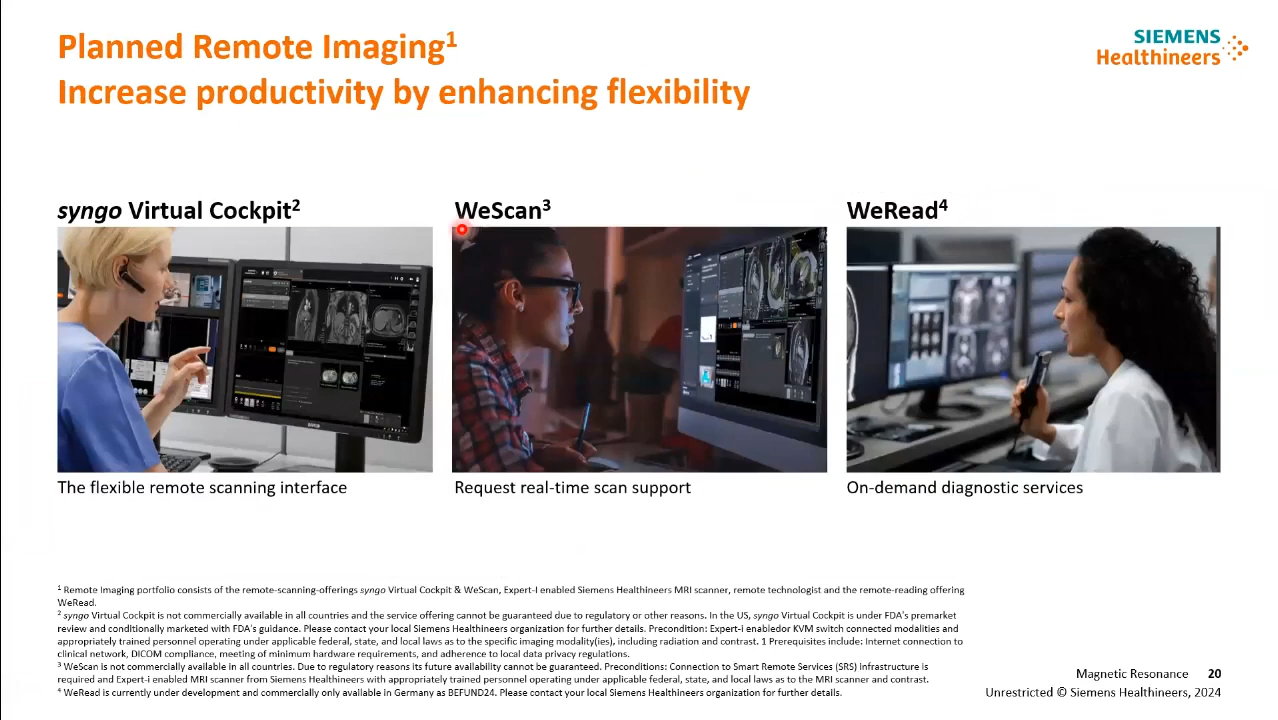 Planned Remote Imaging¹
Increase productivity by enhancing flexibility
SIEMENS
Healthineers
syngo Virtual Cockpit²
WeScan³
WeRead⁴
The flexible remote scanning interface
Request real-time scan support
On-demand diagnostic services
¹ Remote Imaging portfolio consists of the remote-scanning-offerings syngo Virtual Cockpit & WeScan, Expert-I enabled Siemens Healthineers MRI scanner, remote technologist and the remote-reading offering
WeRead.
² syngo Virtual Cockpit is not commercially available in all countries and the service offering cannot be guaranteed due to regulatory or other reasons. In the US, syngo Virtual Cockpit is under FDA's premarket
review and conditionally marketed with FDA's guidance. Please contact your local Siemens Healthineers organization for further details. Precondition: Expert-i enabledor KVM switch connected modalities and
appropriately trained personnel operating under applicable federal, state, and local laws as to the specific imaging modality(ies), including radiation and contrast. 1 Prerequisites include: Internet connection to
clinical network, DICOM compliance, meeting of minimum hardware requirements, and adherence to local data privacy regulations.
³ WeScan is not commercially available in all countries. Due to regulatory reasons its future availability cannot be guaranteed. Preconditions: Connection to Smart Remote Services (SRS) infrastructure is
required and Expert-i enabled MRI scanner from Siemens Healthineers with appropriately trained personnel operating under applicable federal, state, and local laws as to the MRI scanner and contrast.
⁴ WeRead is currently under development and commercially only available in Germany as BEFUND24. Please contact your local Siemens Healthineers organization for further details.
Magnetic Resonance 20
Unrestricted © Siemens Healthineers, 2024